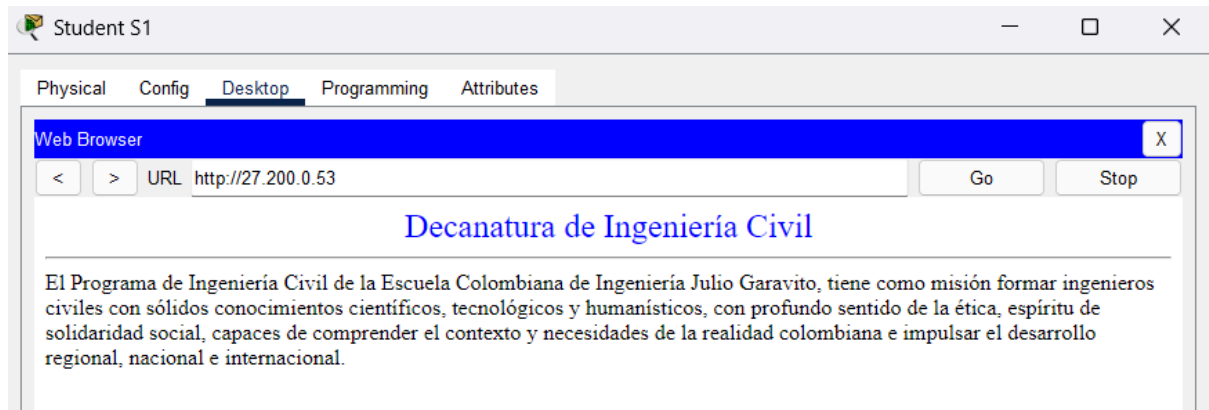 Student S1
Physical Config Desktop Programming Attributes
Web Browser X
< > URL http://27.200.0.53 Go Stop
Decanatura de Ingeniería Civil
El Programa de Ingeniería Civil de la Escuela Colombiana de Ingeniería Julio Garavito, tiene como misión formar ingenieros
civiles con sólidos conocimientos científicos, tecnológicos y humanísticos, con profundo sentido de la ética, espíritu de
solidaridad social, capaces de comprender el contexto y necesidades de la realidad colombiana e impulsar el desarrollo
regional, nacional e internacional.